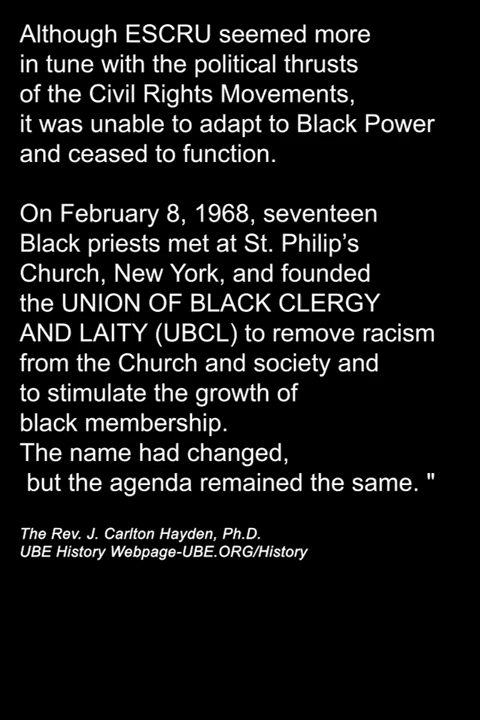 Although ESCRU seemed more
in tune with the political thrusts
of the Civil Rights Movements,
it was unable to adapt to Black Power
and ceased to function.
On February 8, 1968, seventeen
Black priests met at St. Philip’s
Church, New York, and founded
the UNION OF BLACK CLERGY
AND LAITY (UBCL) to remove racism
from the Church and society and
to stimulate the growth of
black membership.
The name had changed,
but the agenda remained the same. "
The Rev. J. Carlton Hayden, Ph.D.
UBE History Webpage-UBE.ORG/History